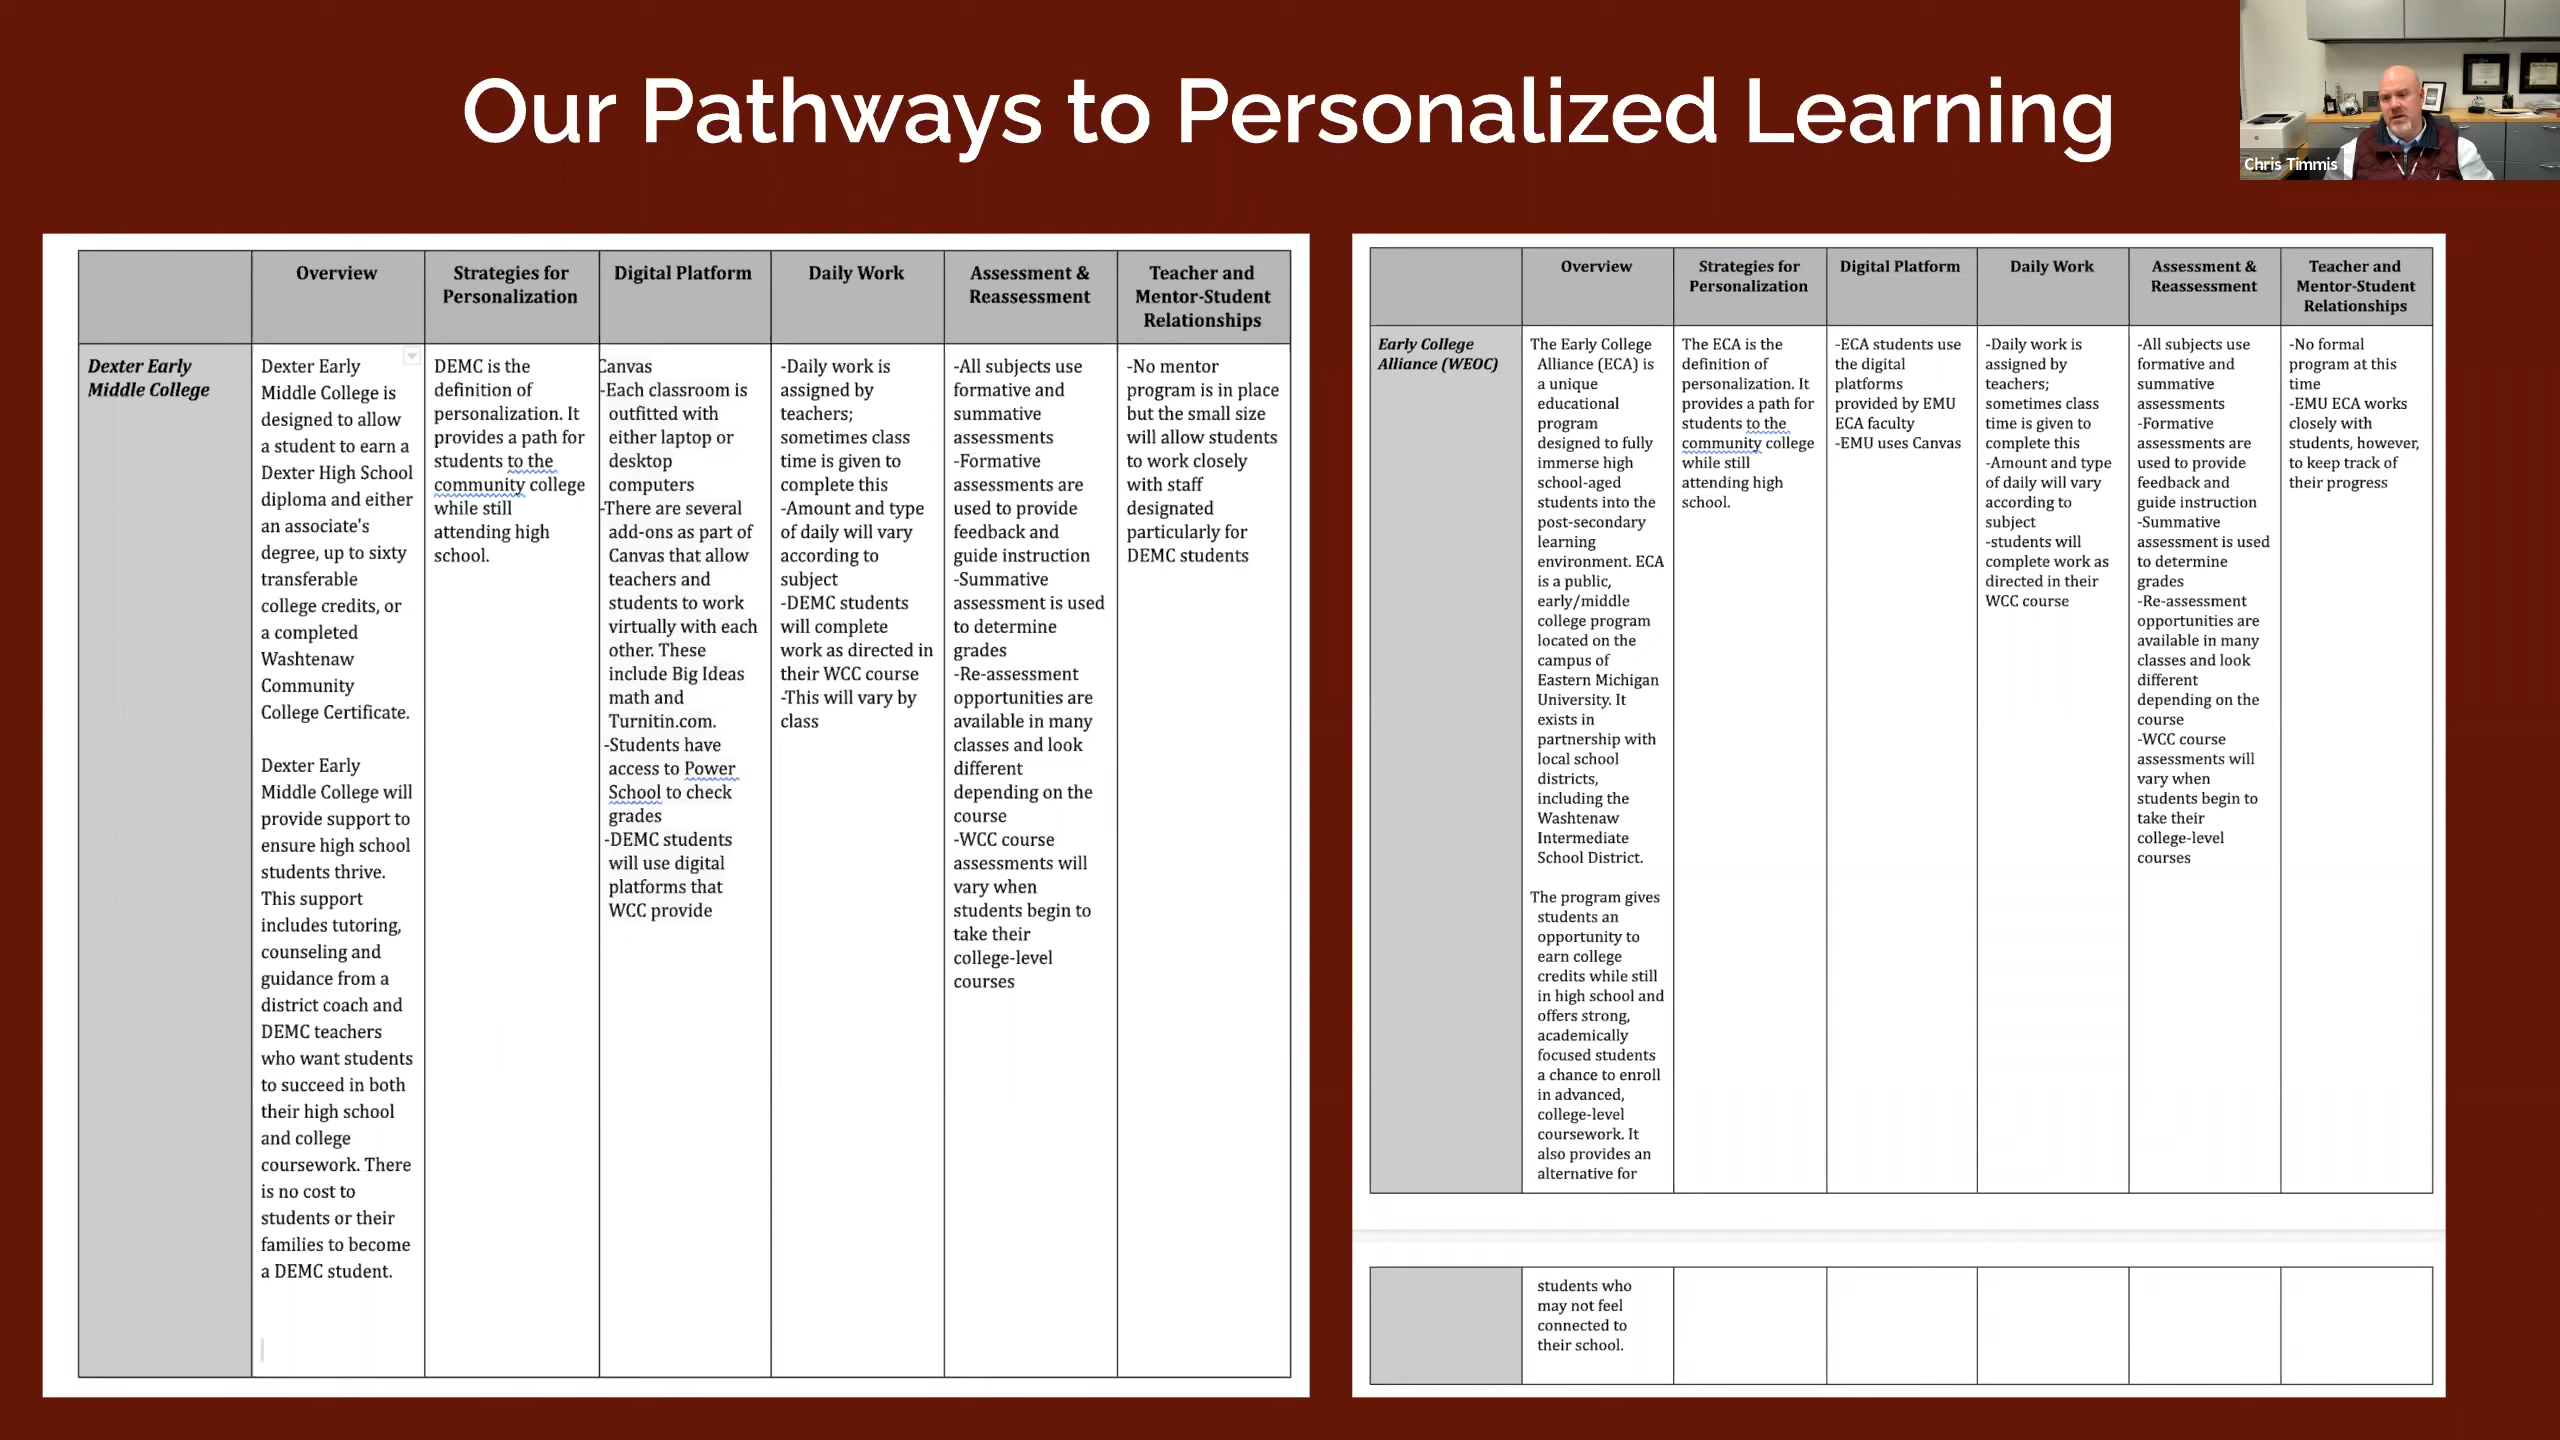 Our Pathways to Personalized Learning
Chris Timmis
Overview
Strategies for
Personalization
Digital Platform
Daily Work
Assessment &
Reassessment
Teacher and
Mentor-Student
Relationships
Dexter Early
Middle College
Dexter Early
Middle College is
designed to allow
a student to earn a
Dexter High School
diploma and either
an associate's
degree, up to sixty
transferable
college credits, or
a completed
Washtenaw
Community
College Certificate.
Dexter Early
Middle College will
provide support to
ensure high school
students thrive.
This support
includes tutoring,
counseling and
guidance from a
district coach and
DEMC teachers
who want students
to succeed in both
their high school
and college
coursework. There
is no cost to
students or their
families to become
a DEMC student.
DEMC is the
definition of
personalization. It
provides a path for
students to the
community college
while still
attending high
school.
Canvas
-Each classroom is
outfitted with
either laptop or
desktop
computers
-There are several
add-ons as part of
Canvas that allow
teachers and
students to work
virtually with each
other. These
include Big Ideas
math and
Turnitin.com.
-Students have
access to Power
School to check
grades
-DEMC students
will use digital
platforms that
WCC provide
-Daily work is
assigned by
teachers;
sometimes class
time is given to
complete this
-Amount and type
of daily will vary
according to
subject
-DEMC students
will complete
work as directed in
their WCC course
-This will vary by
class
-All subjects use
formative and
summative
assessments
-Formative
assessments are
used to provide
feedback and
guide instruction
-Summative
assessment is used
to determine
grades
-Re-assessment
opportunities are
available in many
classes and look
different
depending on the
course
-WCC course
assessments will
vary when
students begin to
take their
college-level
courses
-No mentor
program is in place
but the small size
will allow students
to work closely
with staff
designated
particularly for
DEMC students
Overview
Strategies for
Personalization
Digital Platform
Daily Work
Assessment &
Reassessment
Teacher and
Mentor-Student
Relationships
Early College
Alliance (WEOC)
The Early College
Alliance (ECA) is
a unique
educational
program
designed to fully
immerse high
school-aged
students into the
post-secondary
learning
environment. ECA
is a public,
early/middle
college program
located on the
campus of
Eastern Michigan
University. It
exists in
partnership with
local school
districts,
including the
Washtenaw
Intermediate
School District.
The program gives
students an
opportunity to
earn college
credits while still
in high school and
offers strong,
academically
focused students
a chance to enroll
in advanced,
college-level
coursework. It
also provides an
alternative for
students who
may not feel
connected to
their school.
The ECA is the
definition of
personalization. It
provides a path for
students to the
community college
while still
attending high
school.
-ECA students use
the digital
platforms
provided by EMU
ECA faculty
-EMU uses Canvas
-Daily work is
assigned by
teachers;
sometimes class
time is given to
complete this
-Amount and type
of daily will vary
according to
subject
-students will
complete work as
directed in their
WCC course
-All subjects use
formative and
summative
assessments
-Formative
assessments are
used to provide
feedback and
guide instruction
-Summative
assessment is used
to determine
grades
-Re-assessment
opportunities are
available in many
classes and look
different
depending on the
course
-WCC course
assessments will
vary when
students begin to
take their
college-level
courses
-No formal
program at this
time
-EMU ECA works
closely with
students, however,
to keep track of
their progress